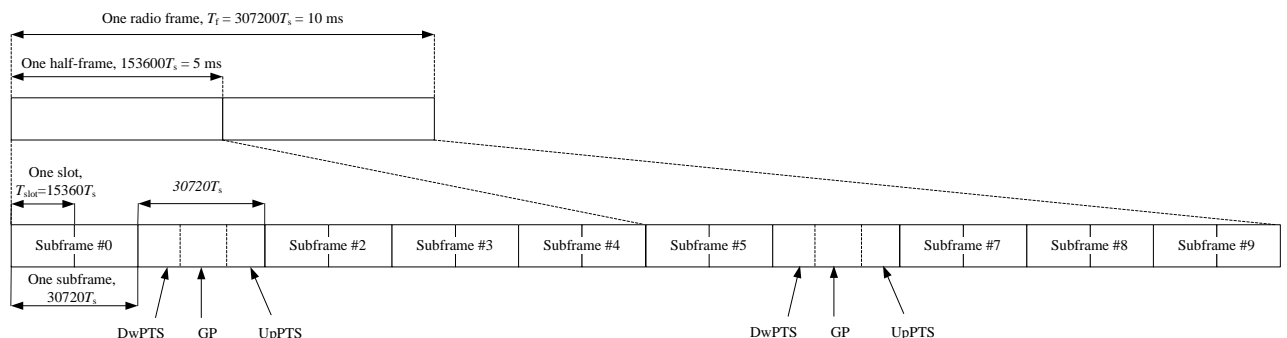 One radio frame, Tf = 307200Ts = 10 ms
One half-frame, 153600Ts = 5 ms
One slot,
Tslot=15360Ts
30720Ts
Subframe #0
Subframe #2
Subframe #3
Subframe #4
Subframe #5
Subframe #7
Subframe #8
Subframe #9
One subframe,
30720Ts
DwPTS
GP
UpPTS
DwPTS
GP
UpPTS